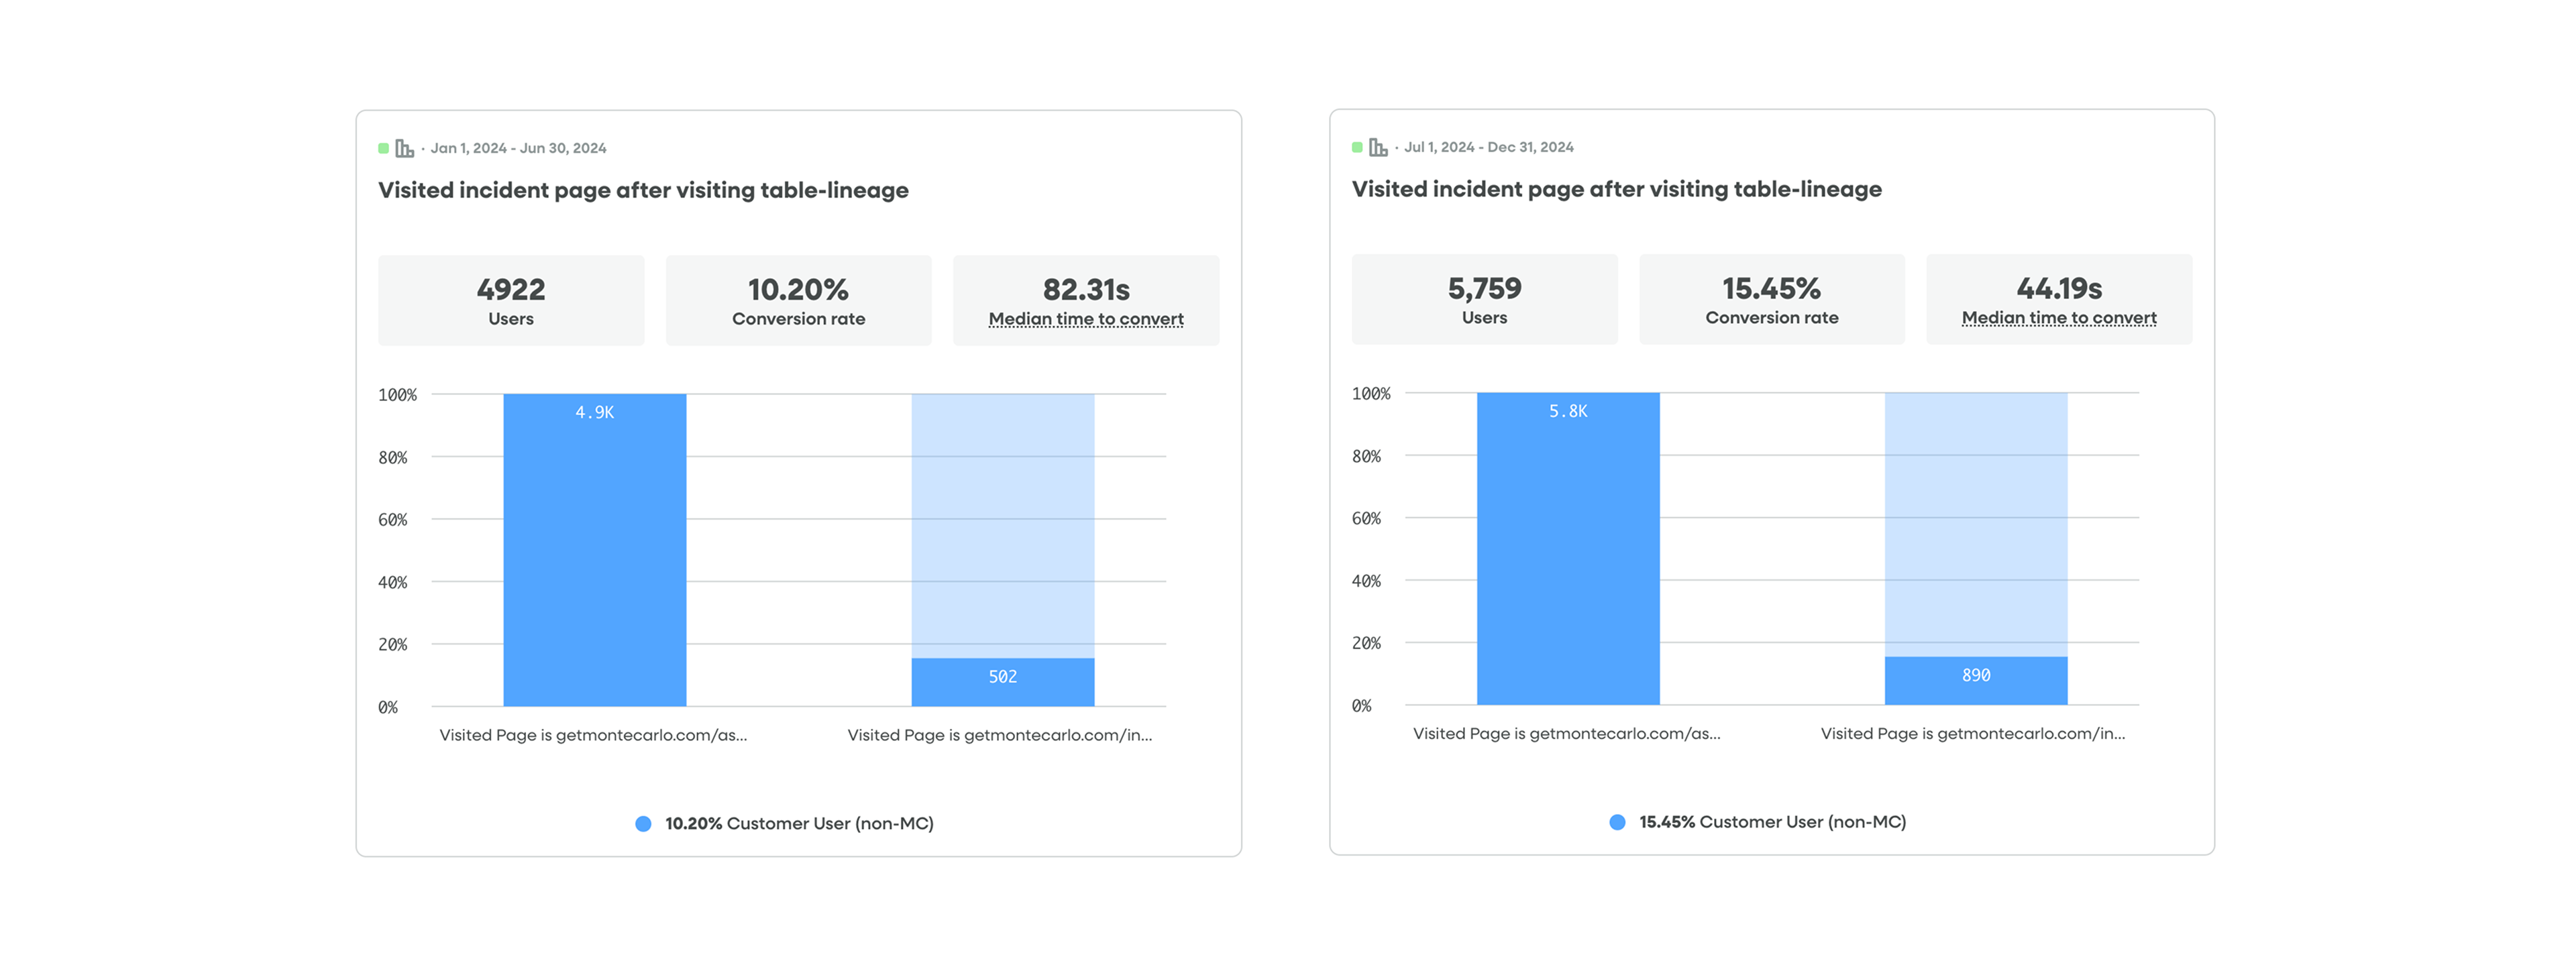 · Jan 1, 2024 - Jun 30, 2024
Visited incident page after visiting table-lineage
4922
Users
10.20%
Conversion rate
82.31s
Median time to convert
100%
80%
60%
40%
20%
0%
4.9K
502
Visited Page is getmontecarlo.com/as...
Visited Page is getmontecarlo.com/in...
10.20% Customer User (non-MC)
· Jul 1, 2024 - Dec 31, 2024
Visited incident page after visiting table-lineage
5,759
Users
15.45%
Conversion rate
44.19s
Median time to convert
100%
80%
60%
40%
20%
0%
5.8K
890
Visited Page is getmontecarlo.com/as...
Visited Page is getmontecarlo.com/in...
15.45% Customer User (non-MC)